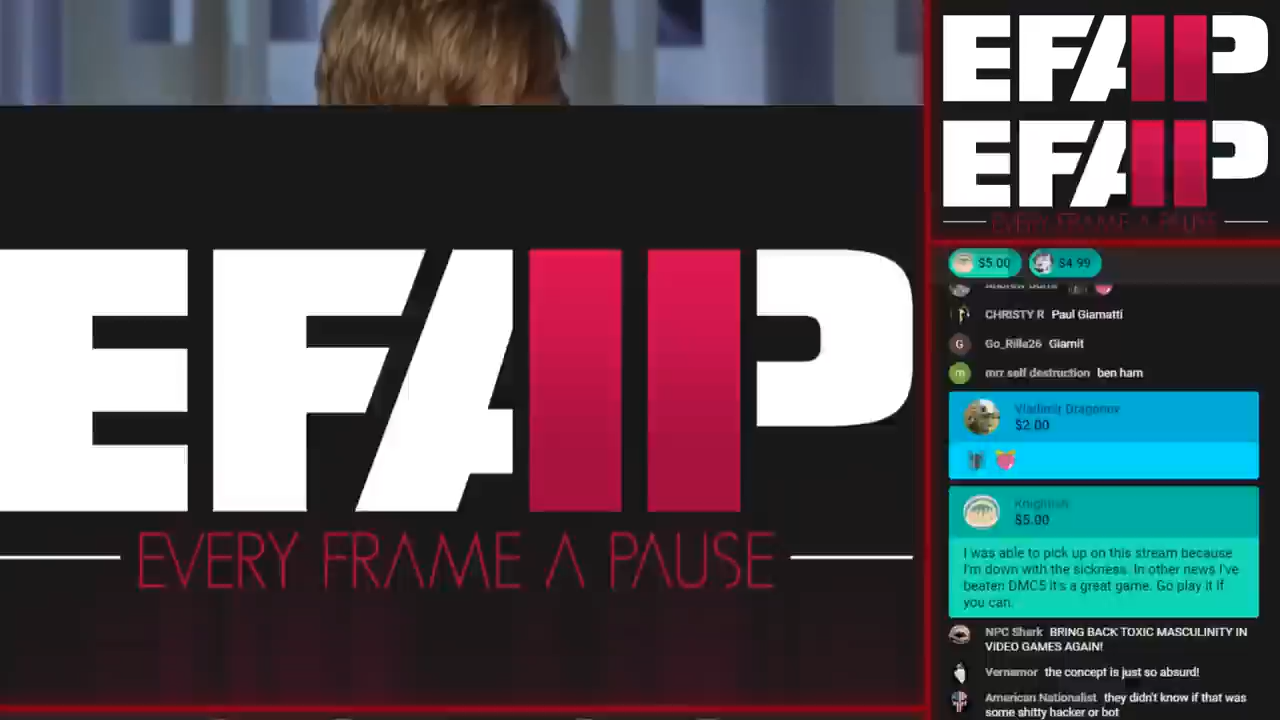 EFAP
EVERY FRAME A PAUSE
EFAP
EFAP
EVERY FRAME A PAUSE
$5.00
$4.99
CHRISTY R Paul Giamatti
G
Go_Rilla26 Giamit
m
mrr self destruction ben ham
Vladimir Dragonov
$2.00
$5.00
I was able to pick up on this stream because
I'm down with the sickness. In other news I've
beaten DMC5 it's a great game. Go play it if
you can.
NPC Shark BRING BACK TOXIC MASCULINITY IN
VIDEO GAMES AGAIN!
Vernamor the concept is just so absurd!
American Nationalist they didn't know if that was
some shitty hacker or bot